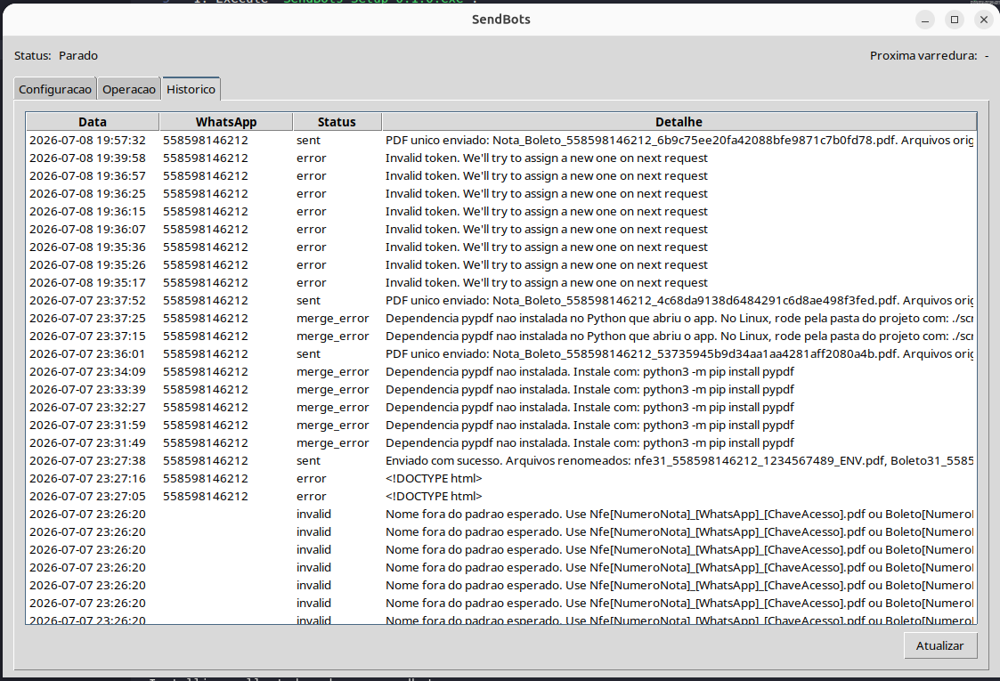 1. Execute "SendBots Setup 0.1.0.exe".
SendBots
Status: Parado
Proxima varredura: -
Configuracao Operacao Historico
Data WhatsApp Status Detalhe
2026-07-08 19:57:32 558598146212 sent PDF unico enviado: Nota_Boleto_558598146212_6b9c75ee20fa42088bfe9871c7b0fd78.pdf. Arquivos orig
2026-07-08 19:39:58 558598146212 error Invalid token. We'll try to assign a new one on next request
2026-07-08 19:36:57 558598146212 error Invalid token. We'll try to assign a new one on next request
2026-07-08 19:36:25 558598146212 error Invalid token. We'll try to assign a new one on next request
2026-07-08 19:36:15 558598146212 error Invalid token. We'll try to assign a new one on next request
2026-07-08 19:36:07 558598146212 error Invalid token. We'll try to assign a new one on next request
2026-07-08 19:35:36 558598146212 error Invalid token. We'll try to assign a new one on next request
2026-07-08 19:35:26 558598146212 error Invalid token. We'll try to assign a new one on next request
2026-07-08 19:35:17 558598146212 error Invalid token. We'll try to assign a new one on next request
2026-07-07 23:37:52 558598146212 sent PDF unico enviado: Nota_Boleto_558598146212_4c68da9138d6484291c6d8ae498f3fed.pdf. Arquivos orig
2026-07-07 23:37:25 558598146212 merge_error Dependencia pypdf nao instalada no Python que abriu o app. No Linux, rode pela pasta do projeto com: ./scr
2026-07-07 23:37:15 558598146212 merge_error Dependencia pypdf nao instalada no Python que abriu o app. No Linux, rode pela pasta do projeto com: ./scr
2026-07-07 23:36:01 558598146212 sent PDF unico enviado: Nota_Boleto_558598146212_53735945b9d34aa1aa4281aff2080a4b.pdf. Arquivos orig
2026-07-07 23:34:09 558598146212 merge_error Dependencia pypdf nao instalada. Instale com: python3 -m pip install pypdf
2026-07-07 23:33:39 558598146212 merge_error Dependencia pypdf nao instalada. Instale com: python3 -m pip install pypdf
2026-07-07 23:32:27 558598146212 merge_error Dependencia pypdf nao instalada. Instale com: python3 -m pip install pypdf
2026-07-07 23:31:59 558598146212 merge_error Dependencia pypdf nao instalada. Instale com: python3 -m pip install pypdf
2026-07-07 23:31:49 558598146212 merge_error Dependencia pypdf nao instalada. Instale com: python3 -m pip install pypdf
2026-07-07 23:27:38 558598146212 sent Enviado com sucesso. Arquivos renomeados: nfe31_558598146212_1234567489_ENV.pdf, Boleto31_5585
2026-07-07 23:27:16 558598146212 error <!DOCTYPE html>
2026-07-07 23:27:05 558598146212 error <!DOCTYPE html>
2026-07-07 23:26:20 invalid Nome fora do padrao esperado. Use Nfe[NumeroNota]_[WhatsApp]_[ChaveAcesso].pdf ou Boleto[Numero
2026-07-07 23:26:20 invalid Nome fora do padrao esperado. Use Nfe[NumeroNota]_[WhatsApp]_[ChaveAcesso].pdf ou Boleto[Numero
2026-07-07 23:26:20 invalid Nome fora do padrao esperado. Use Nfe[NumeroNota]_[WhatsApp]_[ChaveAcesso].pdf ou Boleto[Numero
2026-07-07 23:26:20 invalid Nome fora do padrao esperado. Use Nfe[NumeroNota]_[WhatsApp]_[ChaveAcesso].pdf ou Boleto[Numero
2026-07-07 23:26:20 invalid Nome fora do padrao esperado. Use Nfe[NumeroNota]_[WhatsApp]_[ChaveAcesso].pdf ou Boleto[Numero
2026-07-07 23:26:20 invalid Nome fora do padrao esperado. Use Nfe[NumeroNota]_[WhatsApp]_[ChaveAcesso].pdf ou Boleto[Numero
2026-07-07 23:26:20 invalid Nome fora do padrao esperado. Use Nfe[NumeroNota]_[WhatsApp]_[ChaveAcesso].pdf ou Boleto[Numero
Atualizar